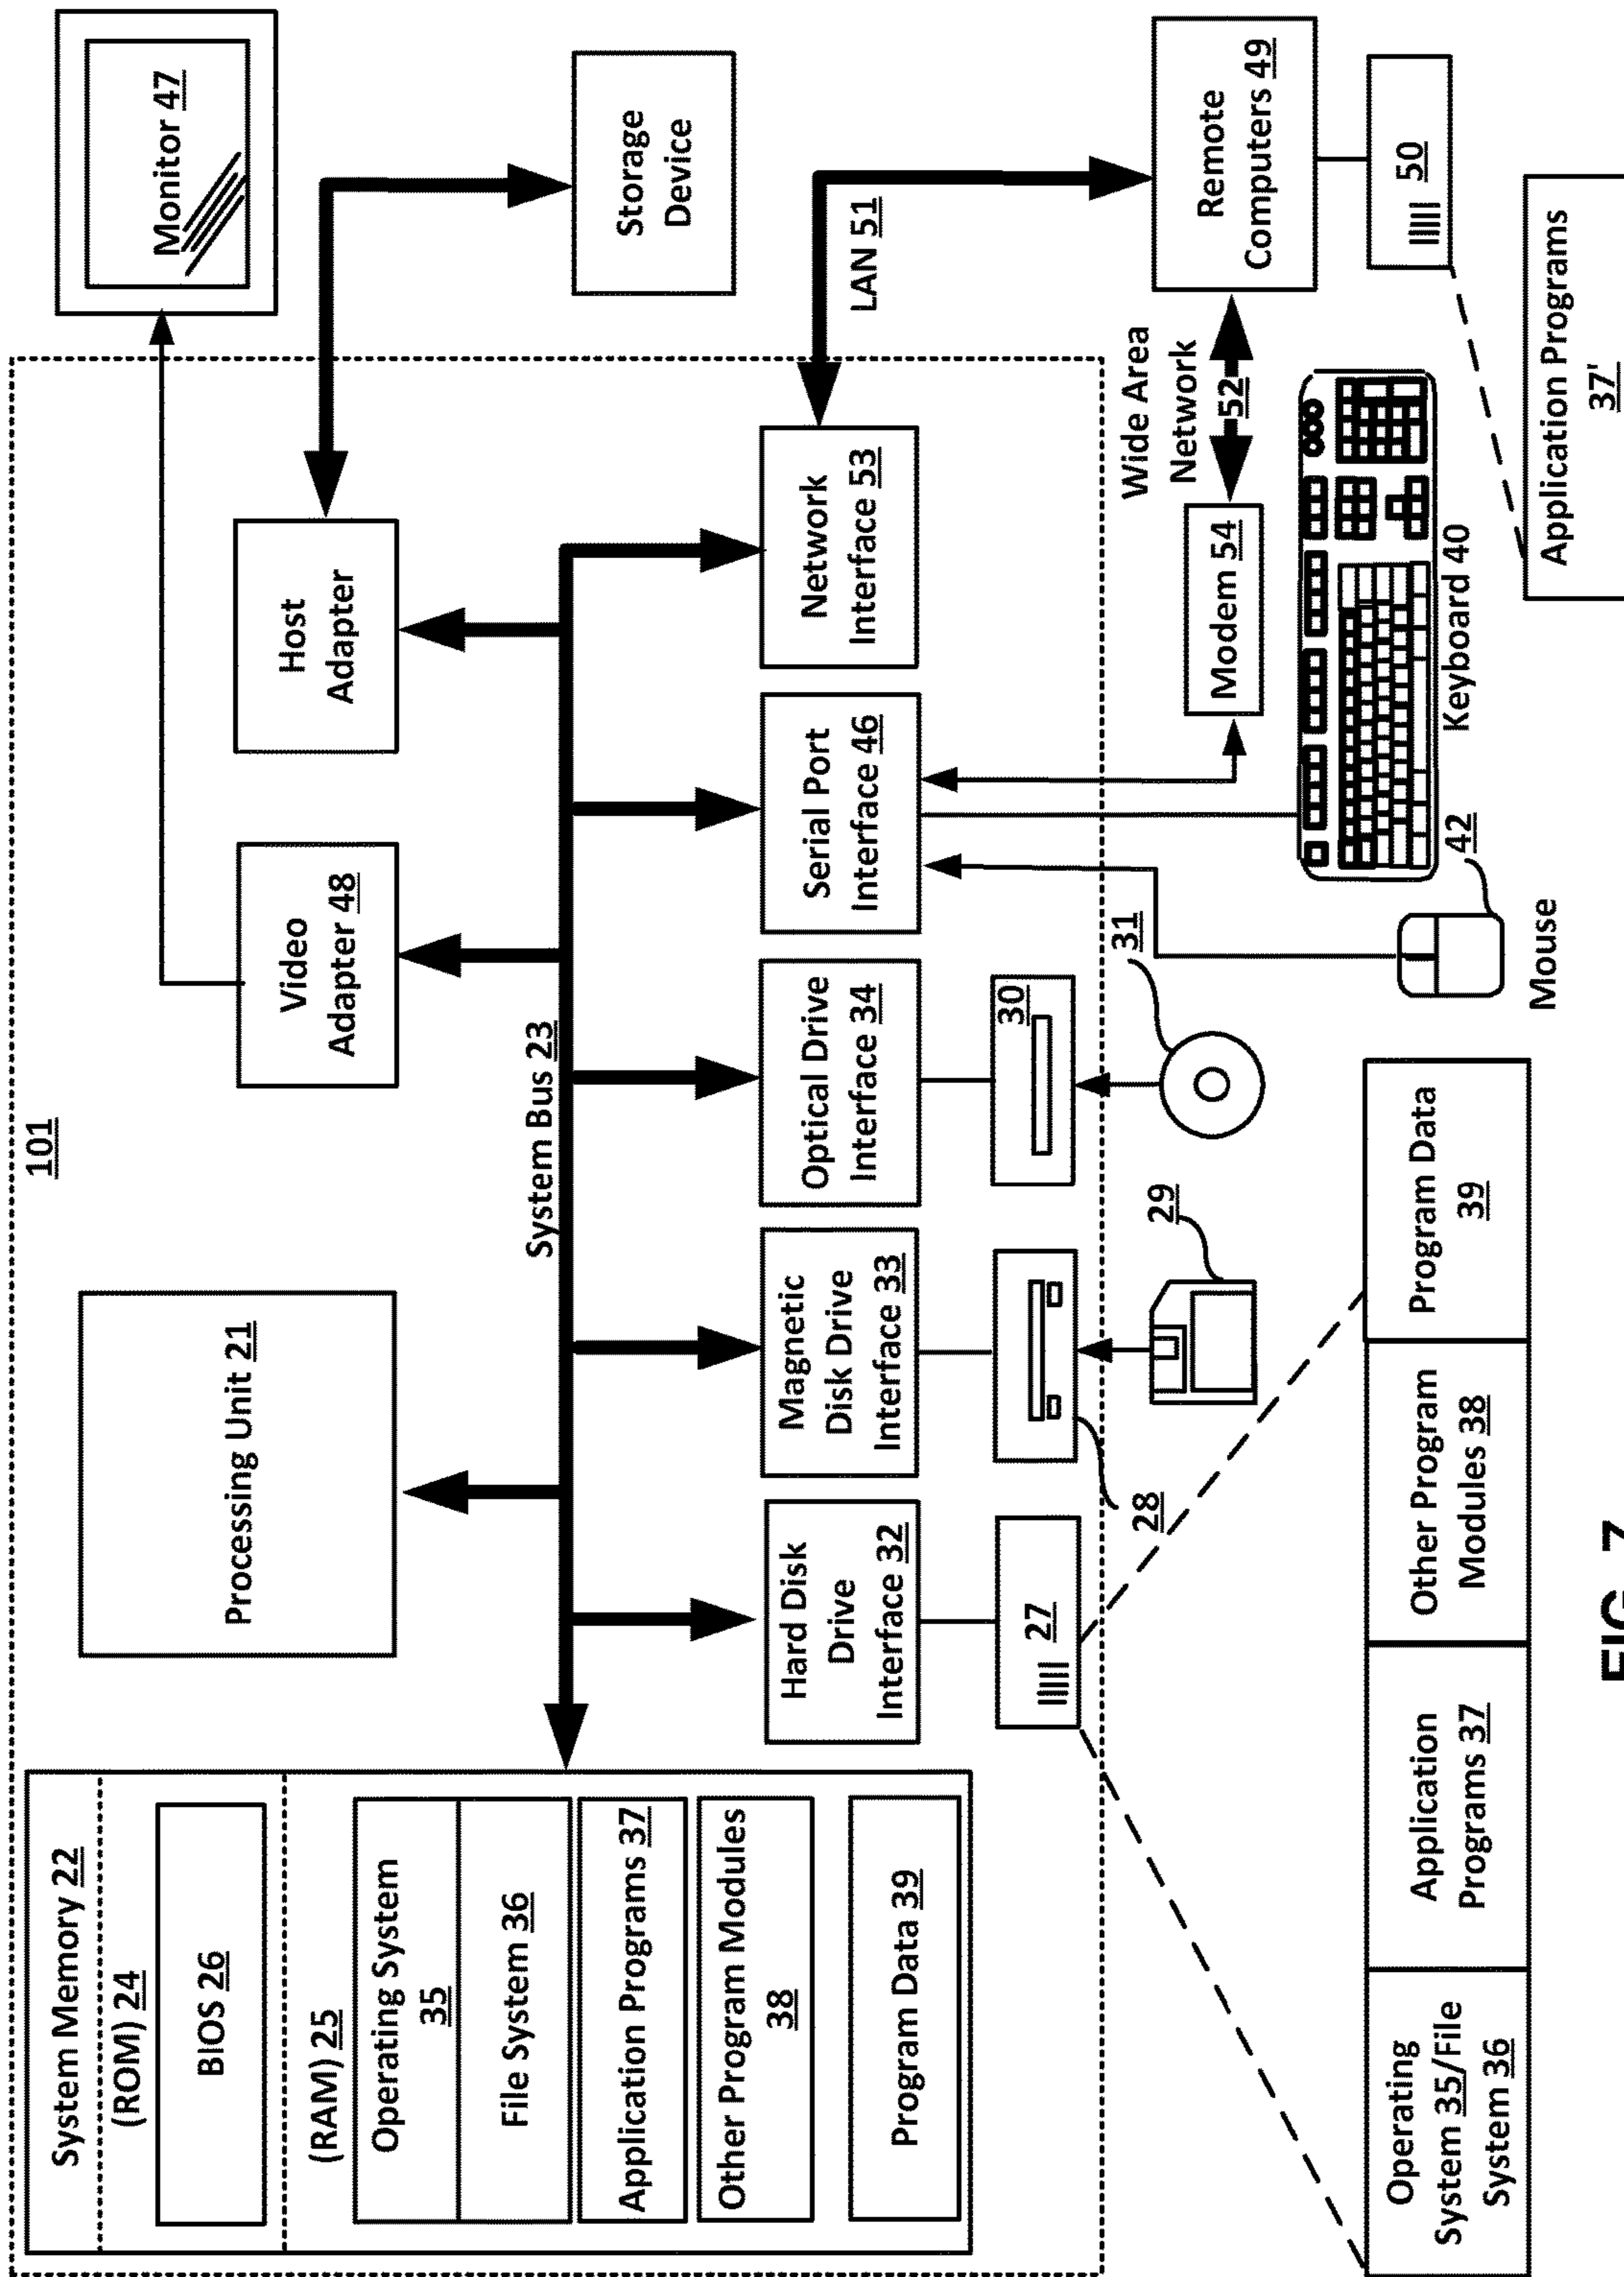 101
System Memory 22
(ROM) 24
BIOS 26
(RAM) 25
Operating System
35
File System 36
Application Programs 37
Other Program Modules
38
Program Data 39
Processing Unit 21
Video
Adapter 48
Host
Adapter
Monitor 47
System Bus 23
Storage
Device
Hard Disk
Drive
Interface 32
Magnetic
Disk Drive
Interface 33
Optical Drive
Interface 34
Serial Port
Interface 46
Network
Interface 53
LAN 51
27
28
29
30
31
Wide Area
Network
52
Modem 54
Remote
Computers 49
50
Keyboard 40
42
Mouse
Operating
System 35/File
System 36
Application
Programs 37
Other Program
Modules 38
Program Data
39
Application Programs
37'
FIG. 7